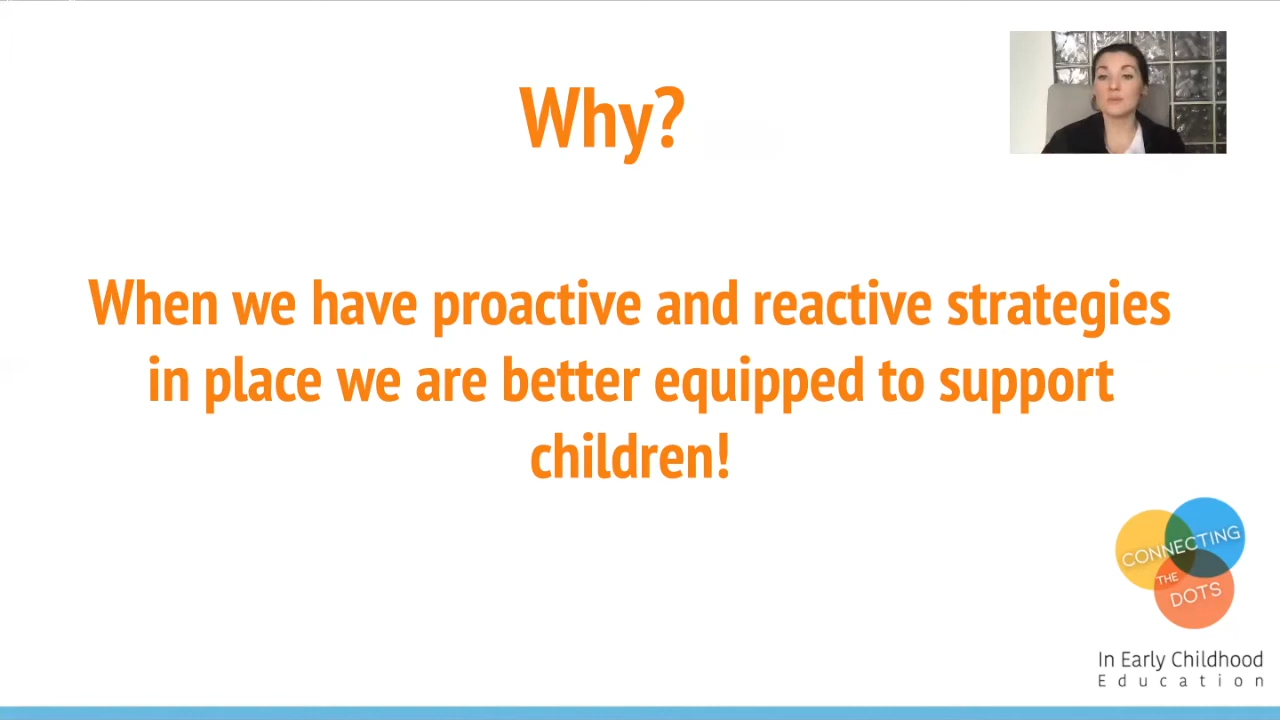 Why?
When we have proactive and reactive strategies
in place we are better equipped to support
children!
CONNECTING
THE
DOTS
In Early Childhood
Education